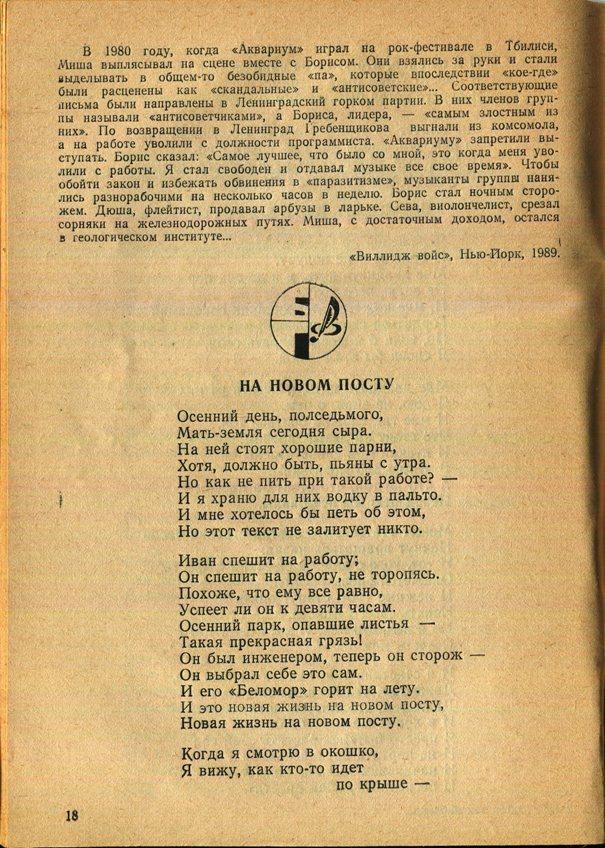 В 1980 году, когда «Аквариум» играл на рок-фестивале в Тбилиси,
Миша выплясывал на сцене вместе с Борисом. Они взялись за руки и стали
выделывать в общем-то безобидные «па», которые впоследствии «кое-где»
были расценены как «скандальные» и «антисоветские»... Соответствующие
письма были направлены в Ленинградский горком партии. В них членов груп-
пы называли «антисоветчиками», а Бориса, лидера, — «самым злостным из
них». По возвращении в Ленинград Гребенщикова выгнали из комсомола,
а на работе уволили с должности программиста. «Аквариуму» запретили вы-
ступать. Борис сказал: «Самое лучшее, что было со мной, это когда меня уво-
лили с работы. Я стал свободен и отдавал музыке все свое время». Чтобы
обойти закон и избежать обвинения в «паразитизме», музыканты группы наня-
лись разнорабочими на несколько часов в неделю. Борис стал ночным сторо-
жем. Дюша, флейтист, продавал арбузы в ларьке. Сева, виолончелист, срезал
сорняки на железнодорожных путях. Миша, с достаточным доходом, остался
в геологическом институте...
«Виллидж войс», Нью-Йорк, 1989.
НА НОВОМ ПОСТУ
Осенний день, полседьмого,
Мать-земля сегодня сыра.
На ней стоят хорошие парни,
Хотя, должно быть, пьяны с утра.
Но как не пить при такой работе? —
И я храню для них водку в пальто.
И мне хотелось бы петь об этом,
Но этот текст не залитует никто.
Иван спешит на работу;
Он спешит на работу, не торопясь.
Похоже, что ему все равно,
Успеет ли он к девяти часам.
Осенний парк, опавшие листья —
Такая прекрасная грязь!
Он был инженером, теперь он сторож —
Он выбрал себе это сам.
И его «Беломор» горит на лету.
И это новая жизнь на новом посту,
Новая жизнь на новом посту.
Когда я смотрю в окошко,
Я вижу, как кто-то идет
по крыше —
18